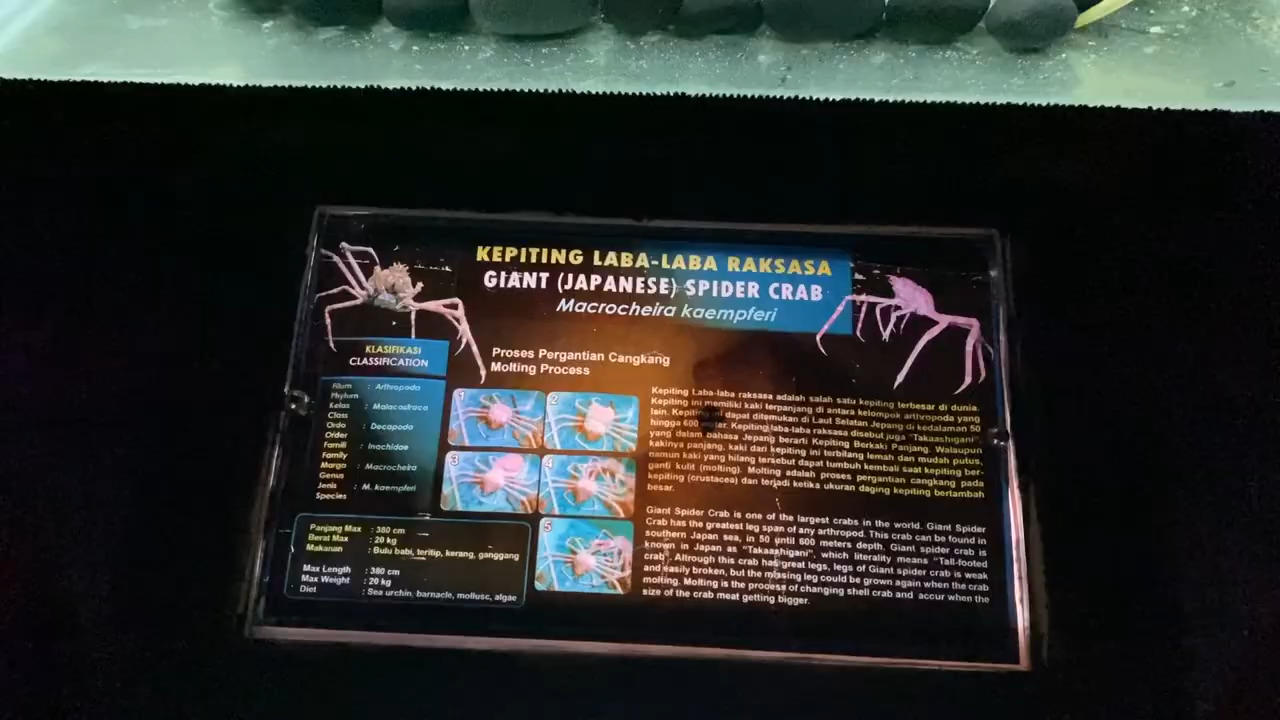 KEPITING LABA-LABA RAKSASA
GIANT (JAPANESE) SPIDER CRAB
Macrocheira kaempferi
KLASIFIKASI
CLASSIFICATION
Filum : Arthropoda
Phylum
Kelas : Malacostraca
Class
Ordo : Decapoda
Order
Famili : Inachidae
Family
Marga : Macrocheira
Genus
Jenis : M. kaempferi
Species
Panjang Max : 380 cm
Berat Max : 20 kg
Makanan : Bulu babi, teritip, kerang, ganggang
Max Length : 380 cm
Max Weight : 20 kg
Diet : Sea urchin, barnacle, mollusc, algae
Proses Pergantian Cangkang
Molting Process
1
2
3
4
5
Kepiting Laba-laba raksasa adalah salah satu kepiting terbesar di dunia.
Kepiting ini memiliki kaki terpanjang di antara kelompok arthropoda yang
lain. Kepiting dapat ditemukan di Laut Selatan Jepang di kedalaman 50
hingga 600 Kepiting laba-laba raksasa disebut juga "Takaashigani",
yang dalam bahasa Jepang berarti Kepiting Berkaki Panjang. Walaupun
kakinya panjang, kaki dari kepiting ini terbilang lemah dan mudah putus,
namun kaki yang hilang tersebut dapat tumbuh kembali saat kepiting ber-
ganti kulit (molting). Molting adalah proses pergantian cangkang pada
kepiting (crustacea) dan terjadi ketika ukuran daging kepiting bertambah
besar.
Giant Spider Crab is one of the largest crabs in the world. Giant Spider
Crab has the greatest leg span of any arthropod. This crab can be found in
southern Japan sea, in 50 until 600 meters depth. Giant spider crab is
known in Japan as "Takaashigani", which literality means "Tall-footed
crab". Altrough this crab has great legs, legs of Giant spider crab is weak
and easily broken, but the missing leg could be grown again when the crab
molting. Molting is the process of changing shell crab and accur when the
size of the crab meat getting bigger.